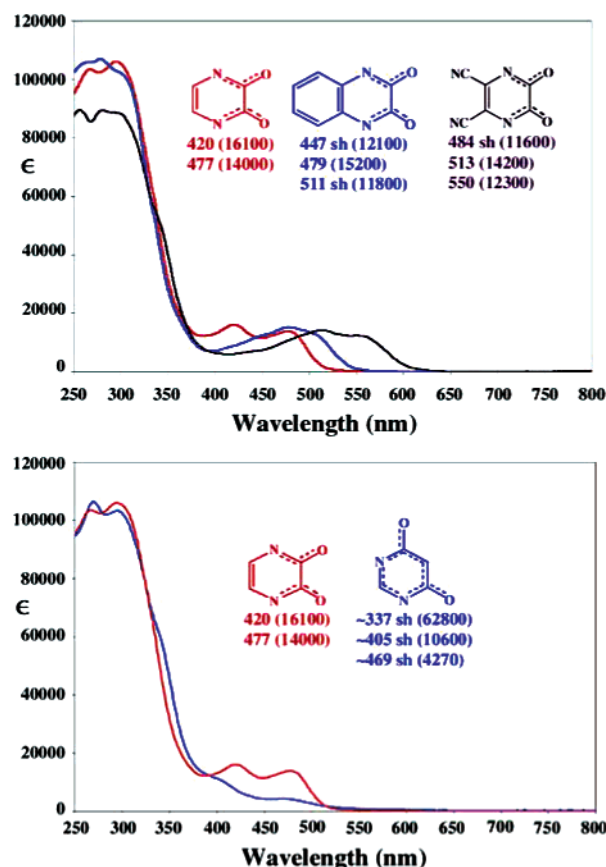 120000
100000
80000
ϵ
60000
40000
20000
0
N O
N O
420 (16100)
477 (14000)
N O
N O
447 sh (12100)
479 (15200)
511 sh (11800)
NC N O
NC N O
484 sh (11600)
513 (14200)
550 (12300)
250 300 350 400 450 500 550 600 650 700 750 800
Wavelength (nm)
120000
100000
80000
ϵ
60000
40000
20000
0
N O
N O
420 (16100)
477 (14000)
O
N
N O
~337 sh (62800)
~405 sh (10600)
~469 sh (4270)
250 300 350 400 450 500 550 600 650 700 750 800
Wavelength (nm)